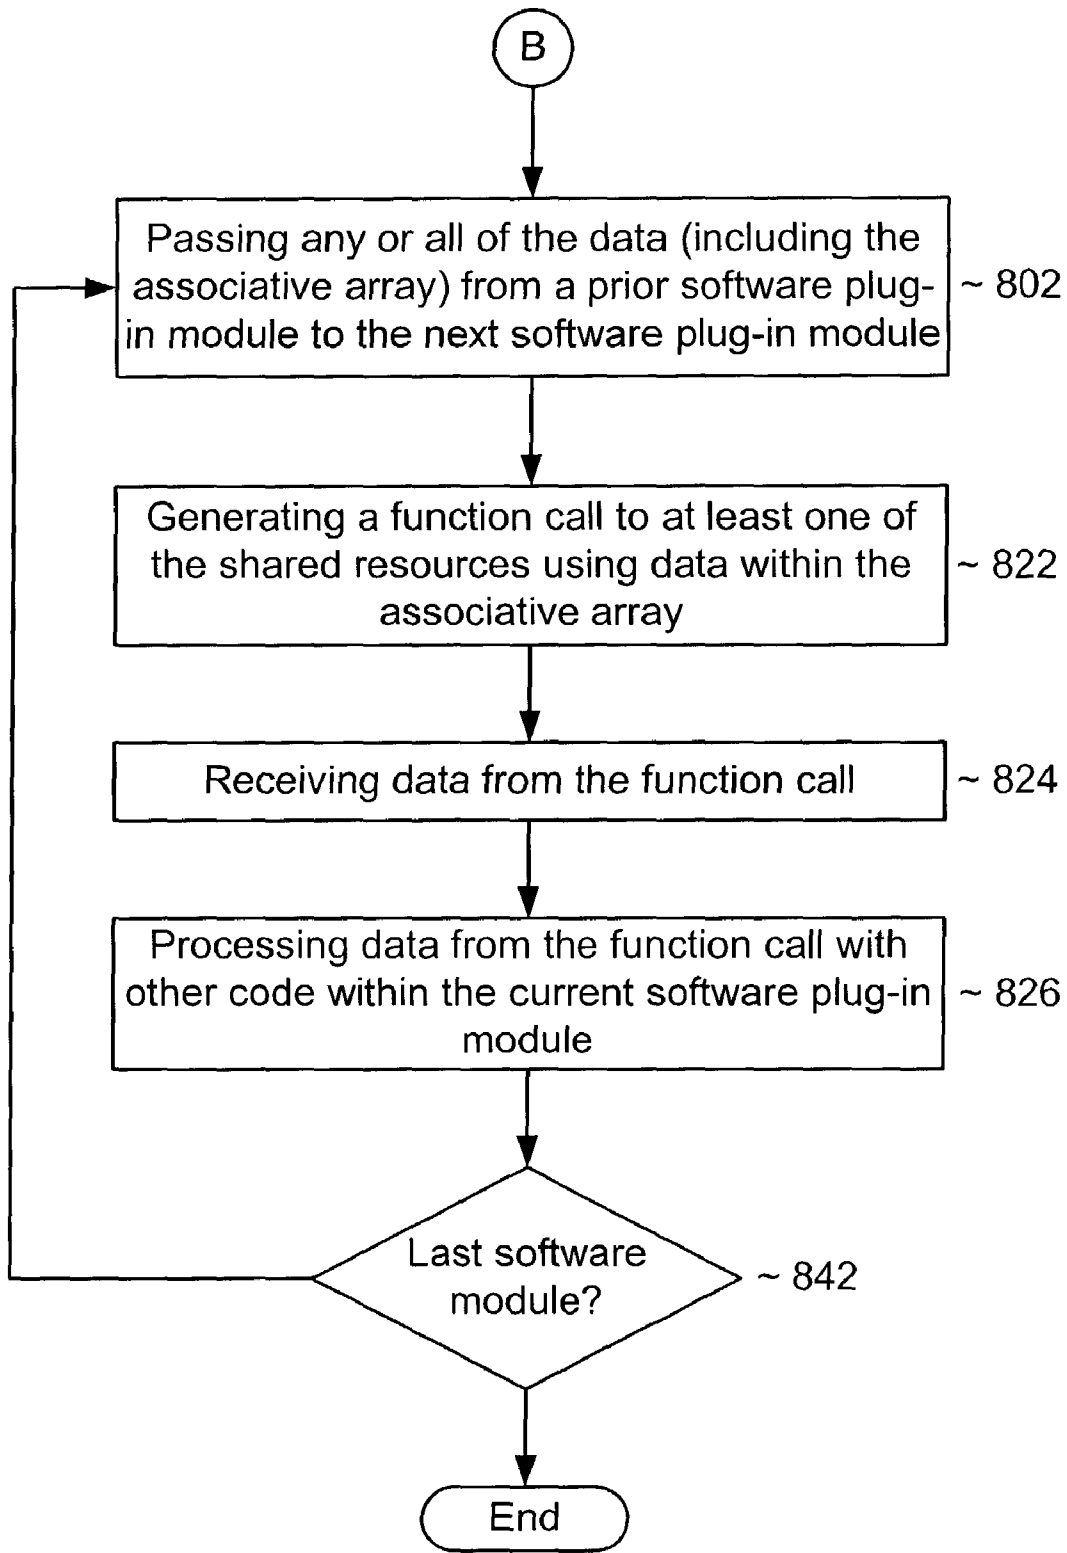 B
Passing any or all of the data (including the
associative array) from a prior software plug-
in module to the next software plug-in module
~ 802
Generating a function call to at least one of
the shared resources using data within the
associative array
~ 822
Receiving data from the function call
~ 824
Processing data from the function call with
other code within the current software plug-in
module
~ 826
Last software
module?
~ 842
End